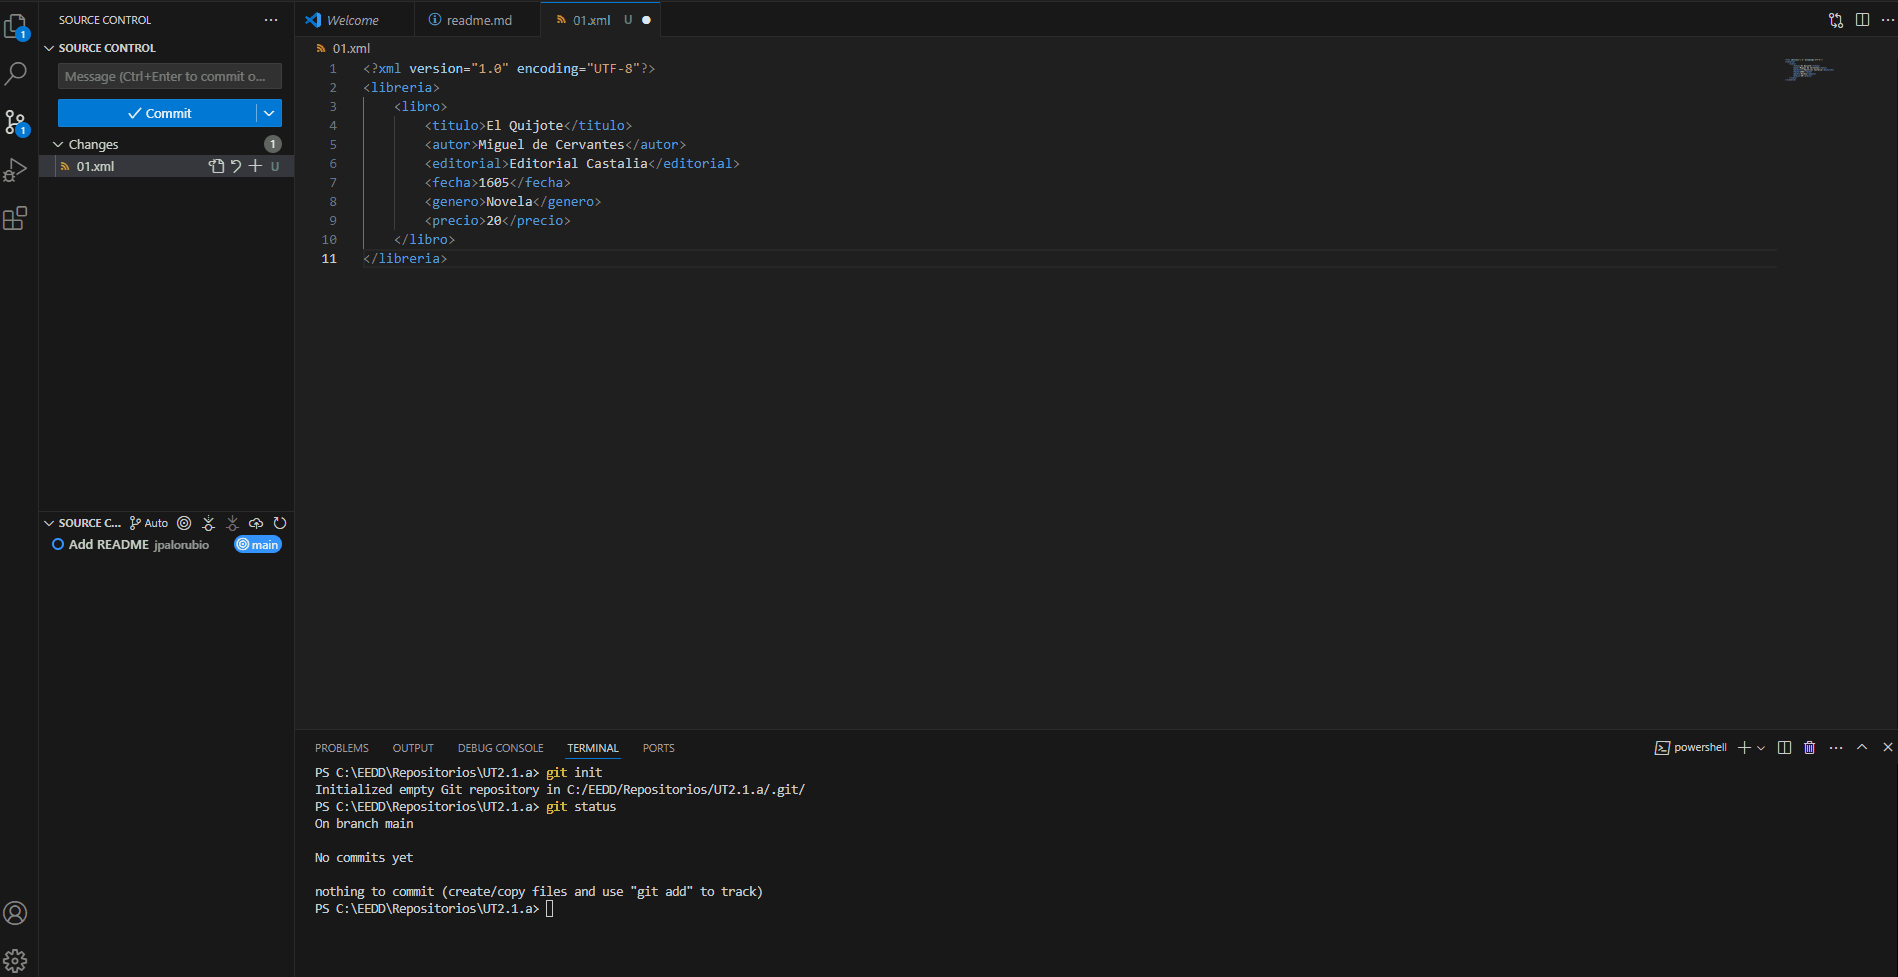 SOURCE CONTROL
Welcome
readme.md
01.xml U
1
SOURCE CONTROL
01.xml
Message (Ctrl+Enter to commit o...
Commit
1
Changes 1
01.xml U
1 <?xml version="1.0" encoding="UTF-8"?>
2 <libreria>
3 <libro>
4 <titulo>El Quijote</titulo>
5 <autor>Miguel de Cervantes</autor>
6 <editorial>Editorial Castalia</editorial>
7 <fecha>1605</fecha>
8 <genero>Novela</genero>
9 <precio>20</precio>
10 </libro>
11 </libreria>
SOURCE C... Auto
Add README jpalorubio main
PROBLEMS OUTPUT DEBUG CONSOLE TERMINAL PORTS powershell
PS C:\EEDD\Repositorios\UT2.1.a> git init
Initialized empty Git repository in C:/EEDD/Repositorios/UT2.1.a/.git/
PS C:\EEDD\Repositorios\UT2.1.a> git status
On branch main
No commits yet
nothing to commit (create/copy files and use "git add" to track)
PS C:\EEDD\Repositorios\UT2.1.a>